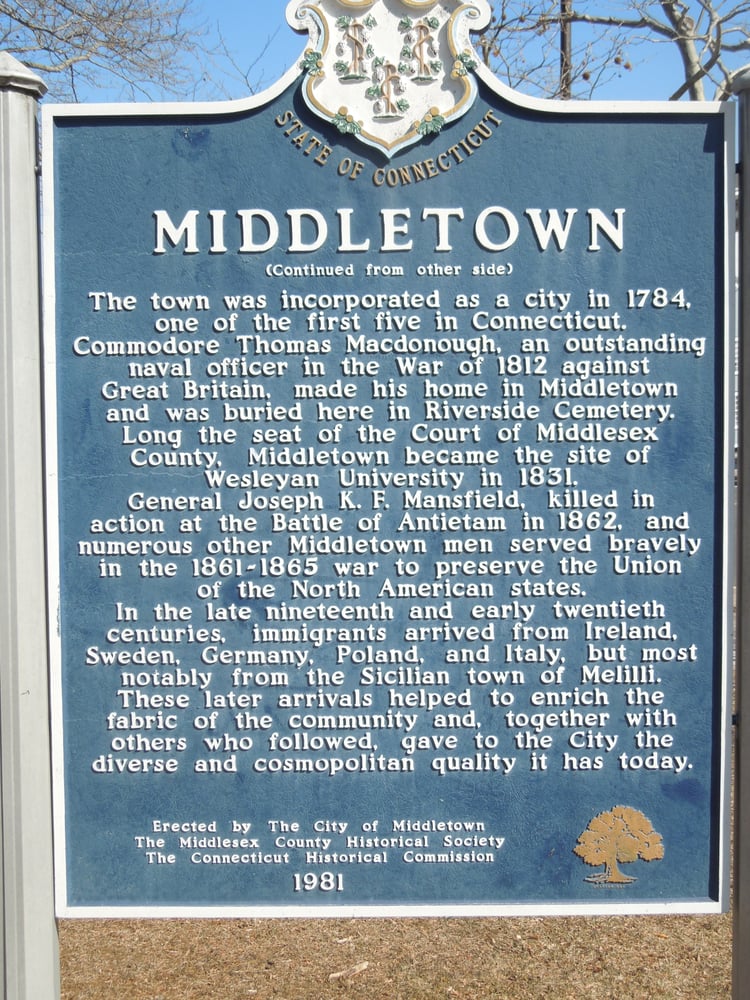 STATE OF CONNECTICUT
MIDDLETOWN
(Continued from other side)
The town was incorporated as a city in 1784,
one of the first five in Connecticut.
Commodore Thomas Macdonough, an outstanding
naval officer in the War of 1812 against
Great Britain, made his home in Middletown
and was buried here in Riverside Cemetery.
Long the seat of the Court of Middlesex
County, Middletown became the site of
Wesleyan University in 1831.
General Joseph K. F. Mansfield, killed in
action at the Battle of Antietam in 1862, and
numerous other Middletown men served bravely
in the 1861-1865 war to preserve the Union
of the North American states.
In the late nineteenth and early twentieth
centuries, immigrants arrived from Ireland,
Sweden, Germany, Poland, and Italy, but most
notably from the Sicilian town of Melilli.
These later arrivals helped to enrich the
fabric of the community and, together with
others who followed, gave to the City the
diverse and cosmopolitan quality it has today.
Erected by The City of Middletown
The Middlesex County Historical Society
The Connecticut Historical Commission
1981